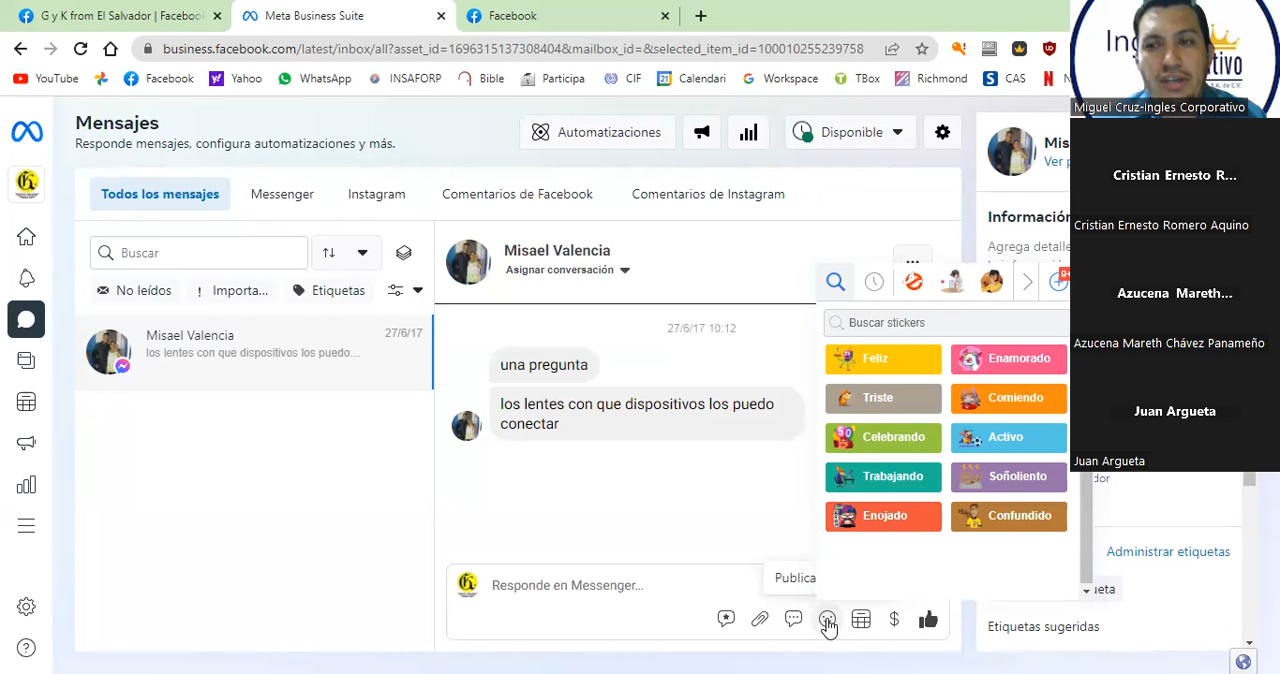 G y K from El Salvador | Facebook
Meta Business Suite
Facebook
business.facebook.com/latest/inbox/all?asset_id=1696315137308404&mailbox_id=&selected_item_id=100010255239758
YouTube
Facebook
Yahoo
WhatsApp
INSAFORP
Bible
Participa
CIF
Calendari
Workspace
TBox
Richmond
CAS
Miguel Cruz-Ingles Corporativo
Cristian Ernesto R...
Cristian Ernesto Romero Aquino
Azucena Mareth...
Azucena Mareth Chávez Panameño
Juan Argueta
Juan Argueta
Mensajes
Responde mensajes, configura automatizaciones y más.
Automatizaciones
Disponible
Todos los mensajes
Messenger
Instagram
Comentarios de Facebook
Comentarios de Instagram
Buscar
No leídos
! Importa...
Etiquetas
Misael Valencia
27/6/17
los lentes con que dispositivos los puedo...
Misael Valencia
Asignar conversación
27/6/17 10:12
una pregunta
los lentes con que dispositivos los puedo
conectar
Publica
Responde en Messenger...
9+
Buscar stickers
Feliz
Enamorado
Triste
Comiendo
Celebrando
Activo
Trabajando
Soñoliento
Enojado
Confundido
Mis
Ver p
Información
Agrega detalle
Administrar etiquetas
ueta
Etiquetas sugeridas